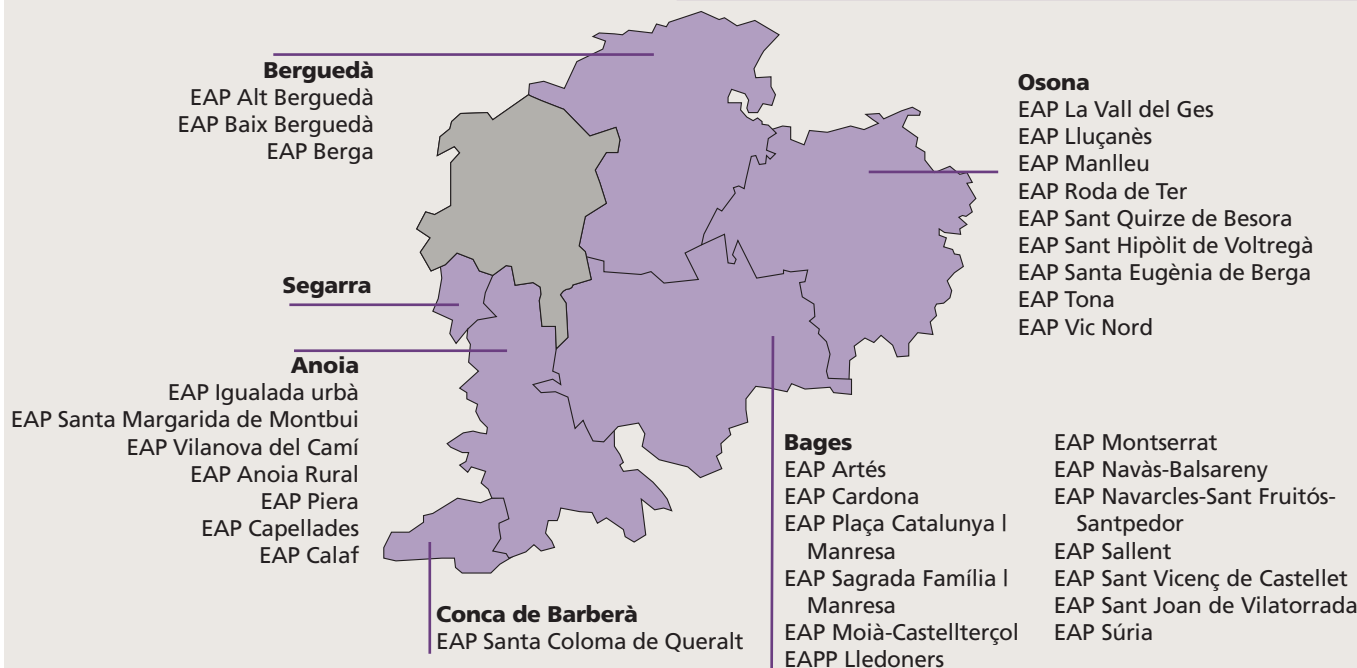 Berguedà
EAP Alt Berguedà
EAP Baix Berguedà
EAP Berga
Osona
EAP La Vall del Ges
EAP Lluçanès
EAP Manlleu
EAP Roda de Ter
EAP Sant Quirze de Besora
EAP Sant Hipòlit de Voltregà
EAP Santa Eugènia de Berga
EAP Tona
EAP Vic Nord
Segarra
Anoia
EAP Igualada urbà
EAP Santa Margarida de Montbui
EAP Vilanova del Camí
EAP Anoia Rural
EAP Piera
EAP Capellades
EAP Calaf
Conca de Barberà
EAP Santa Coloma de Queralt
Bages
EAP Artés
EAP Cardona
EAP Plaça Catalunya |
Manresa
EAP Sagrada Família |
Manresa
EAP Moià-Castellterçol
EAPP Lledoners
EAP Montserrat
EAP Navàs-Balsareny
EAP Navarcles-Sant Fruitós-
Santpedor
EAP Sallent
EAP Sant Vicenç de Castellet
EAP Sant Joan de Vilatorrada
EAP Súria